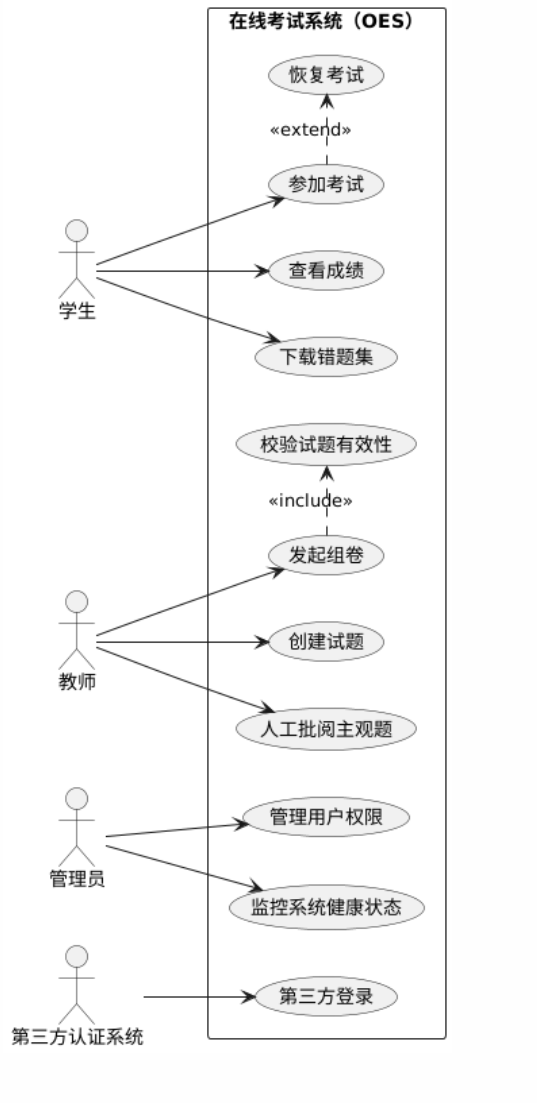 在线考试系统（OES）
恢复考试
«extend»
参加考试
查看成绩
学生
下载错题集
校验试题有效性
«include»
发起组卷
创建试题
教师
人工批阅主观题
管理用户权限
管理员
监控系统健康状态
第三方登录
第三方认证系统